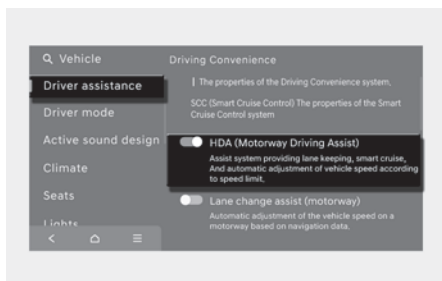 Vehicle
Driving Convenience
Driver assistance
Driver mode
Active sound design
Climate
Seats
Lights
The properties of the Driving Convenience system,
SCC (Smart Cruise Control) The properties of the Smart
Cruise Control system
HDA (Motorway Driving Assist)
Assist system providing lane keeping, smart cruise,
And automatic adjustment of vehicle speed according
to speed limit,
Lane change assist (motorway)
Automatic adjustment of the vehicle speed on a
motorway based on navigation data.